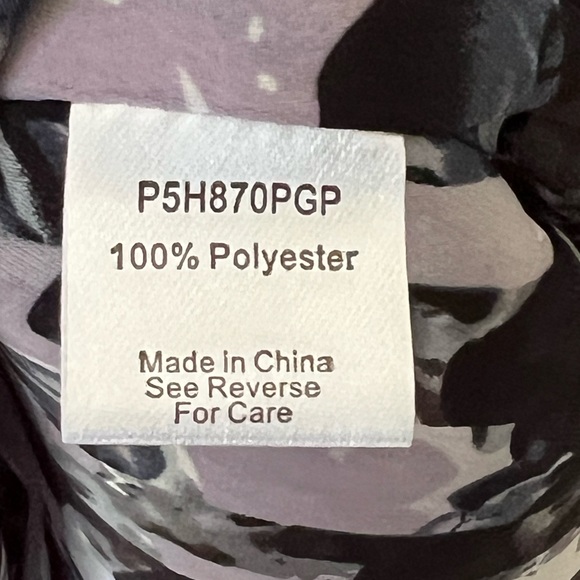 P5H870PGP
100% Polyester
Made In China
See Reverse
For Care